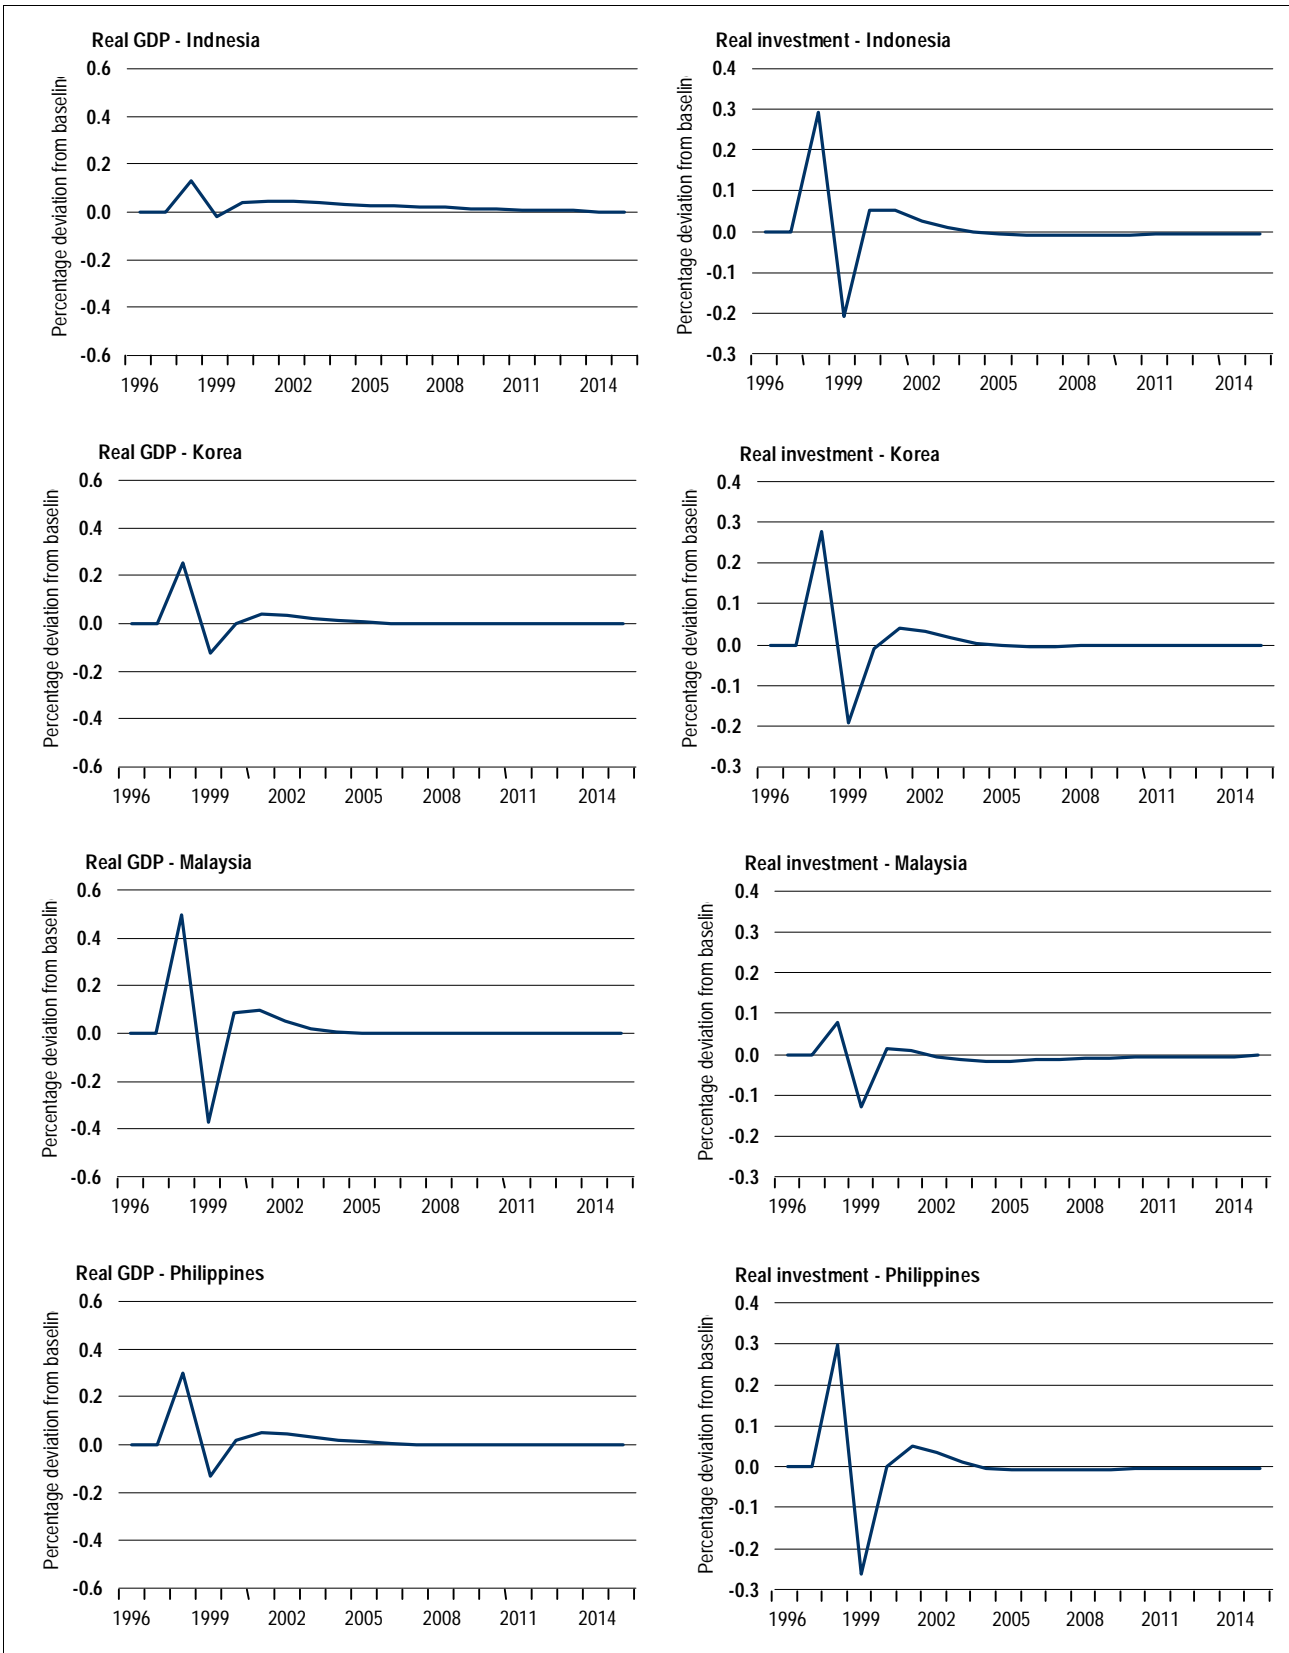 Real GDP - Indnesia
Percentage deviation from baselin
0.6
0.4
0.2
0.0
-0.2
-0.4
-0.6
1996 1999 2002 2005 2008 2011 2014
Real investment - Indonesia
Percentage deviation from baselin
0.4
0.3
0.2
0.1
0.0
-0.1
-0.2
-0.3
1996 1999 2002 2005 2008 2011 2014
Real GDP - Korea
Percentage deviation from baselin
0.6
0.4
0.2
0.0
-0.2
-0.4
-0.6
1996 1999 2002 2005 2008 2011 2014
Real investment - Korea
Percentage deviation from baselin
0.4
0.3
0.2
0.1
0.0
-0.1
-0.2
-0.3
1996 1999 2002 2005 2008 2011 2014
Real GDP - Malaysia
Percentage deviation from baselin
0.6
0.4
0.2
0.0
-0.2
-0.4
-0.6
1996 1999 2002 2005 2008 2011 2014
Real investment - Malaysia
Percentage deviation from baselin
0.4
0.3
0.2
0.1
0.0
-0.1
-0.2
-0.3
1996 1999 2002 2005 2008 2011 2014
Real GDP - Philippines
Percentage deviation from baselin
0.6
0.4
0.2
0.0
-0.2
-0.4
-0.6
1996 1999 2002 2005 2008 2011 2014
Real investment - Philippines
Percentage deviation from baselin
0.4
0.3
0.2
0.1
0.0
-0.1
-0.2
-0.3
1996 1999 2002 2005 2008 2011 2014